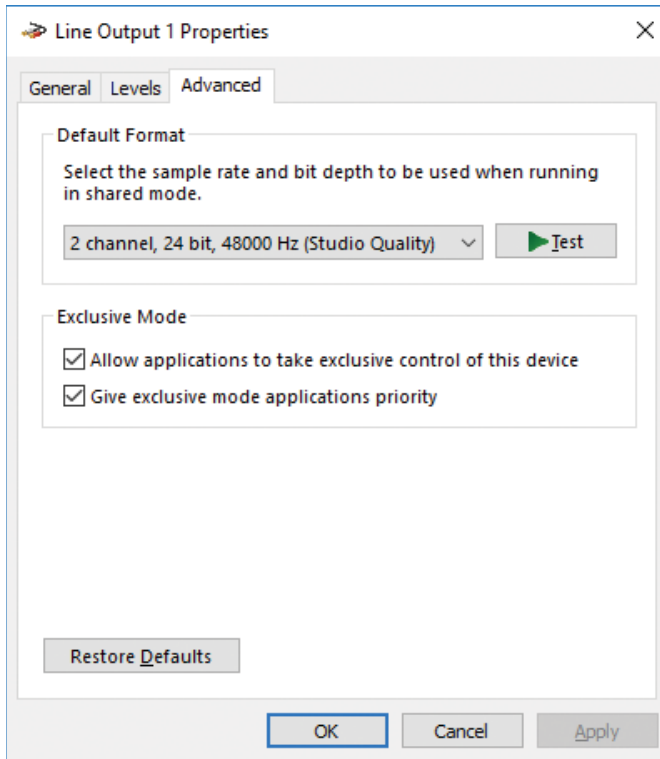 Line Output 1 Properties
General Levels Advanced
Default Format
Select the sample rate and bit depth to be used when running
in shared mode.
2 channel, 24 bit, 48000 Hz (Studio Quality) Test
Exclusive Mode
Allow applications to take exclusive control of this device
Give exclusive mode applications priority
Restore Defaults
OK Cancel Apply